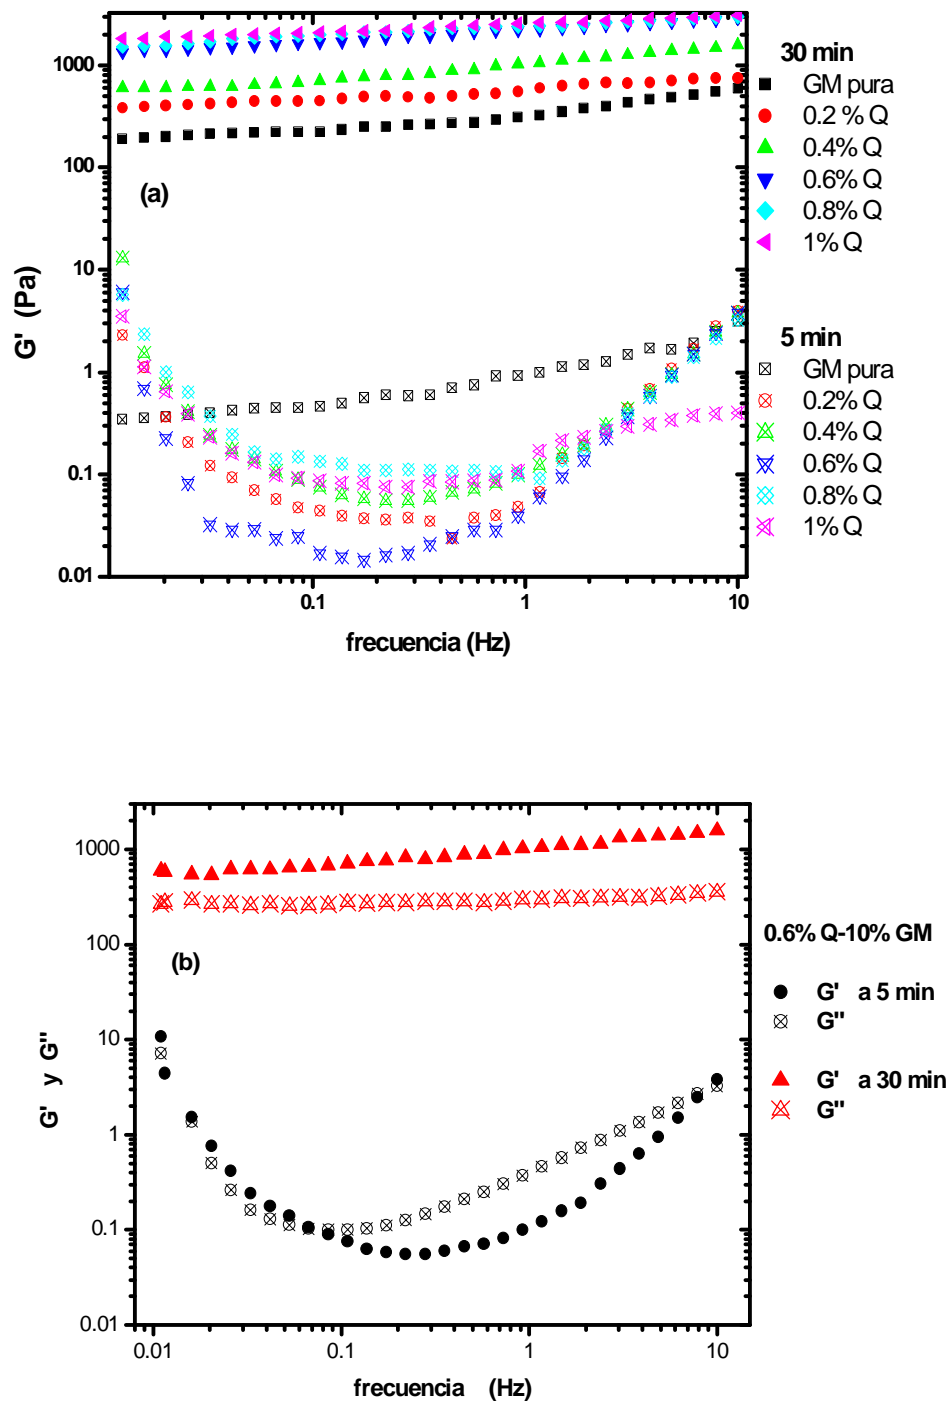 1000
100
10
1
0.1
0.01
G' (Pa)
(a)
0.1
1
10
frecuencia (Hz)
30 min
GM pura
0.2 % Q
0.4% Q
0.6% Q
0.8% Q
1% Q
5 min
GM pura
0.2% Q
0.4% Q
0.6% Q
0.8% Q
1% Q
1000
100
10
1
0.1
0.01
G' y G"
(b)
0.01
0.1
1
10
frecuencia (Hz)
0.6% Q-10% GM
G' a 5 min
G"
G' a 30 min
G"